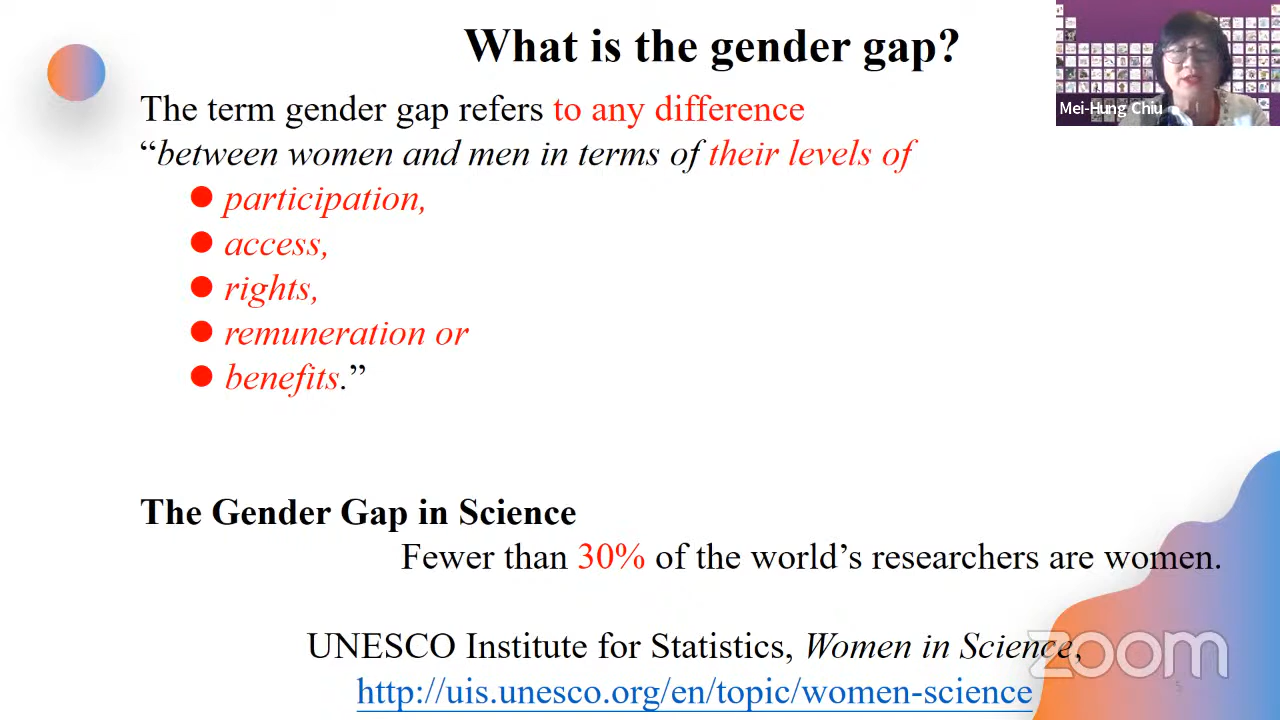 What is the gender gap?
Mei-Hung Chiu
The term gender gap refers to any difference
“between women and men in terms of their levels of
● participation,
● access,
● rights,
● remuneration or
● benefits.”
The Gender Gap in Science
Fewer than 30% of the world’s researchers are women.
UNESCO Institute for Statistics, Women in Science,
zoom
http://uis.unesco.org/en/topic/women-science
5